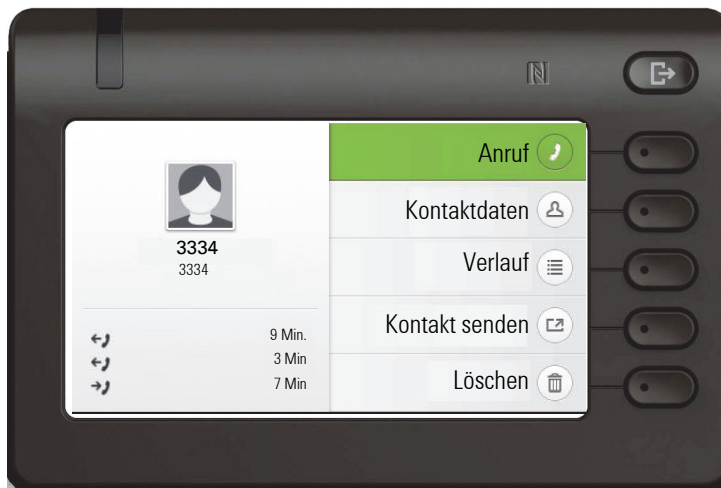 3334
3334
9 Min.
3 Min
7 Min
Anruf
Kontaktdaten
Verlauf
Kontakt senden
Löschen